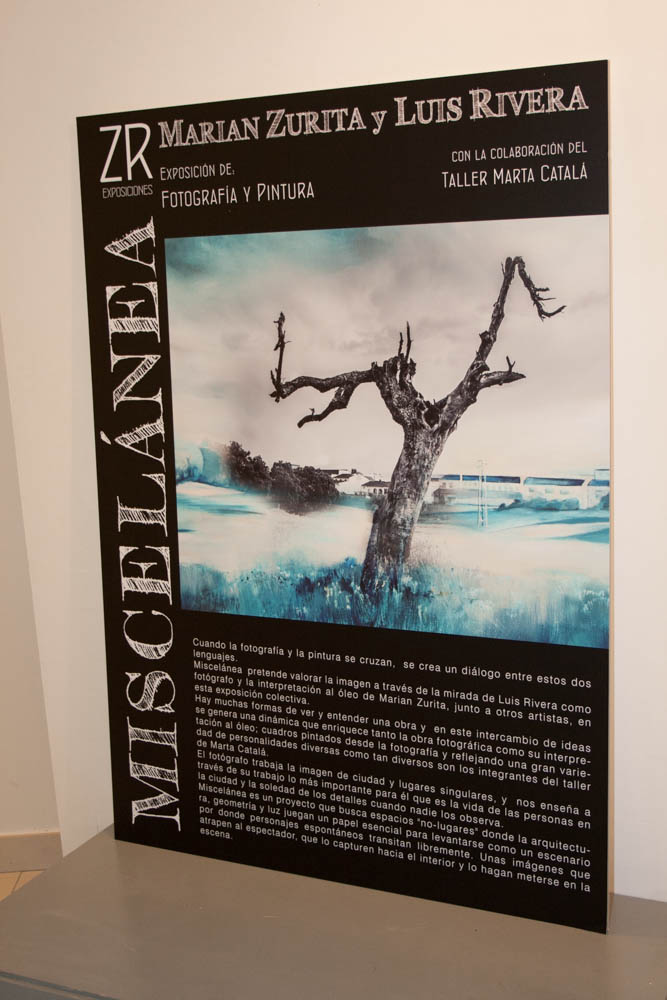 ZR
EXPOSICIONES
MARIAN ZURITA y LUIS RIVERA
EXPOSICIÓN DE:
FOTOGRAFÍA Y PINTURA
CON LA COLABORACIÓN DEL
TALLER MARTA CATALÁ
MISCELÁNEA
Cuando la fotografía y la pintura se cruzan, se crea un diálogo entre estos dos
lenguajes.
Miscelánea pretende valorar la imagen a través de la mirada de Luis Rivera como
fotógrafo y la interpretación al óleo de Marian Zurita, junto a otros artistas, en
esta exposición colectiva.
Hay muchas formas de ver y entender una obra y en este intercambio de ideas
se genera una dinámica que enriquece tanto la obra fotográfica como su interpre-
tación al óleo; cuadros pintados desde la fotografía y reflejando una gran varie-
dad de personalidades diversas como tan diversos son los integrantes del taller
de Marta Catalá.
El fotógrafo trabaja la imagen de ciudad y lugares singulares, y nos enseña a
través de su trabajo lo más importante para él que es la vida de las personas en
la ciudad y la soledad de los detalles cuando nadie los observa.
Miscelánea es un proyecto que busca espacios "no-lugares" donde la arquitectu-
ra, geometría y luz juegan un papel esencial para levantarse como un escenario
por donde personajes espontáneos transitan libremente. Unas imágenes que
atrapen al espectador, que lo capturen hacia el interior y lo hagan meterse en la
escena.